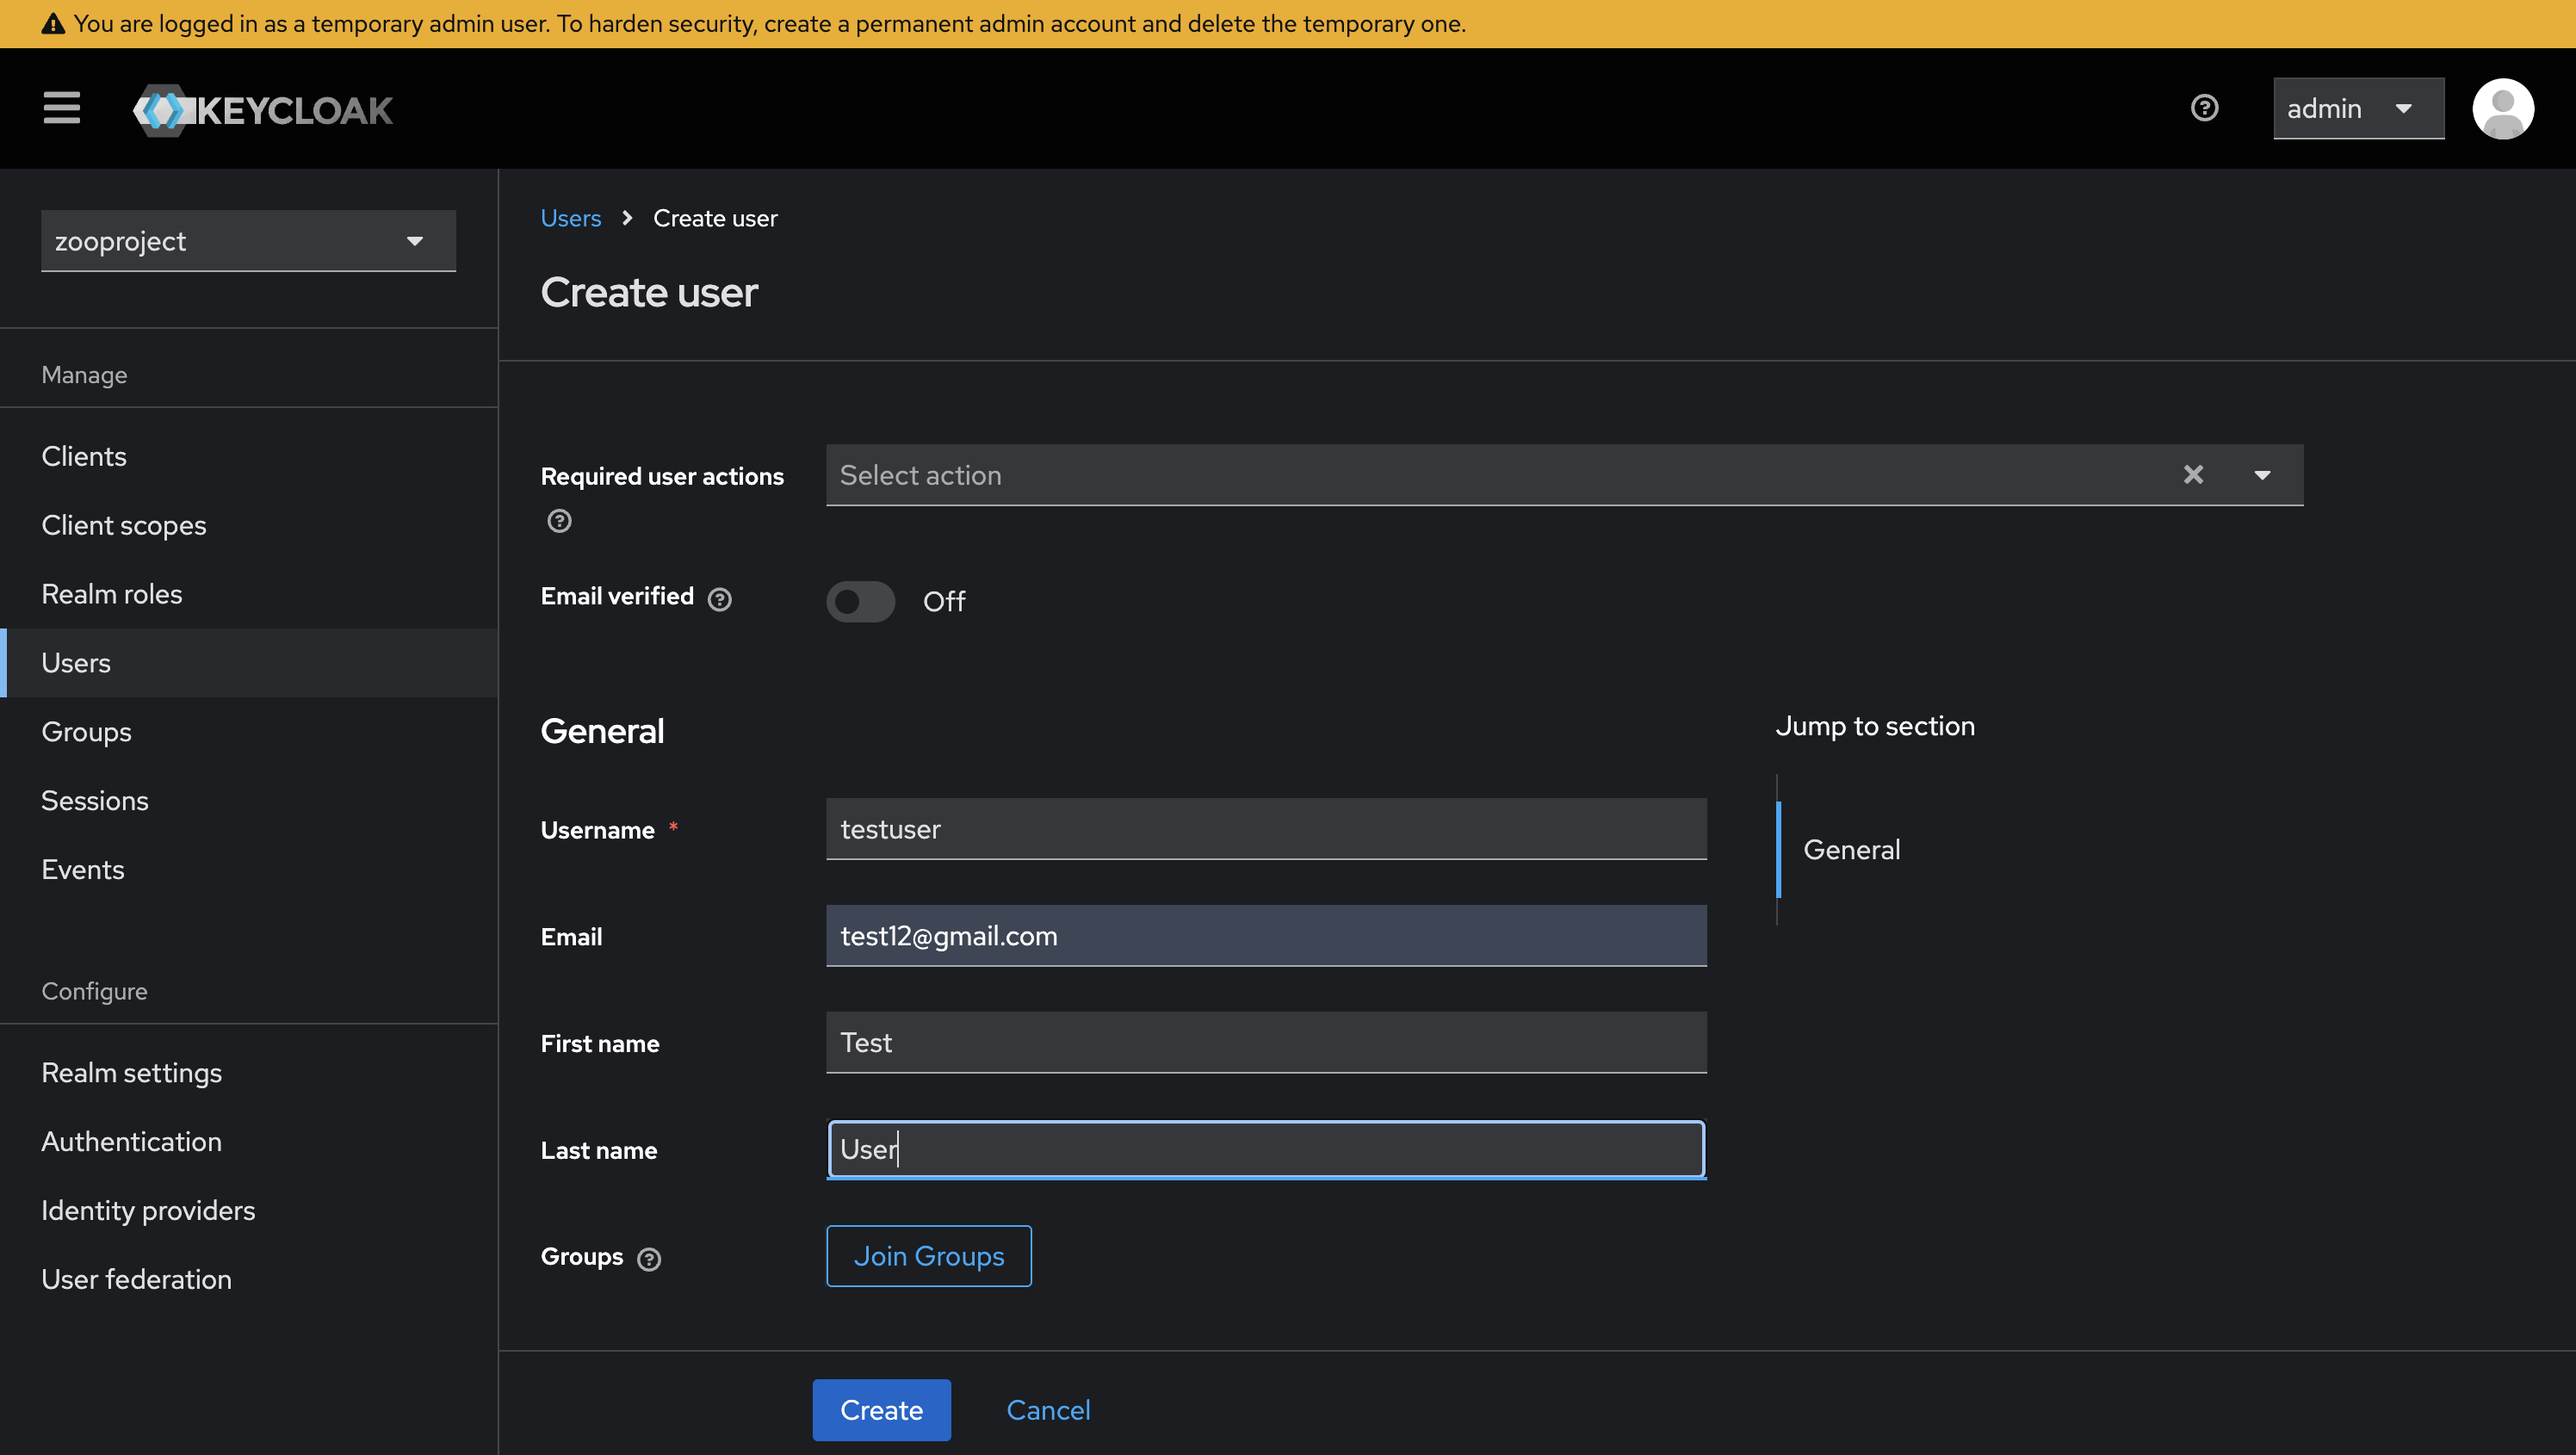 You are logged in as a temporary admin user. To harden security, create a permanent admin account and delete the temporary one.
KEYCLOAK
admin
zooproject
Manage
Clients
Client scopes
Realm roles
Users
Groups
Sessions
Events
Configure
Realm settings
Authentication
Identity providers
User federation
Users > Create user
Create user
Required user actions
Select action
Email verified
Off
General
Username *
testuser
Email
test12@gmail.com
First name
Test
Last name
User
Groups
Join Groups
Jump to section
General
Create
Cancel